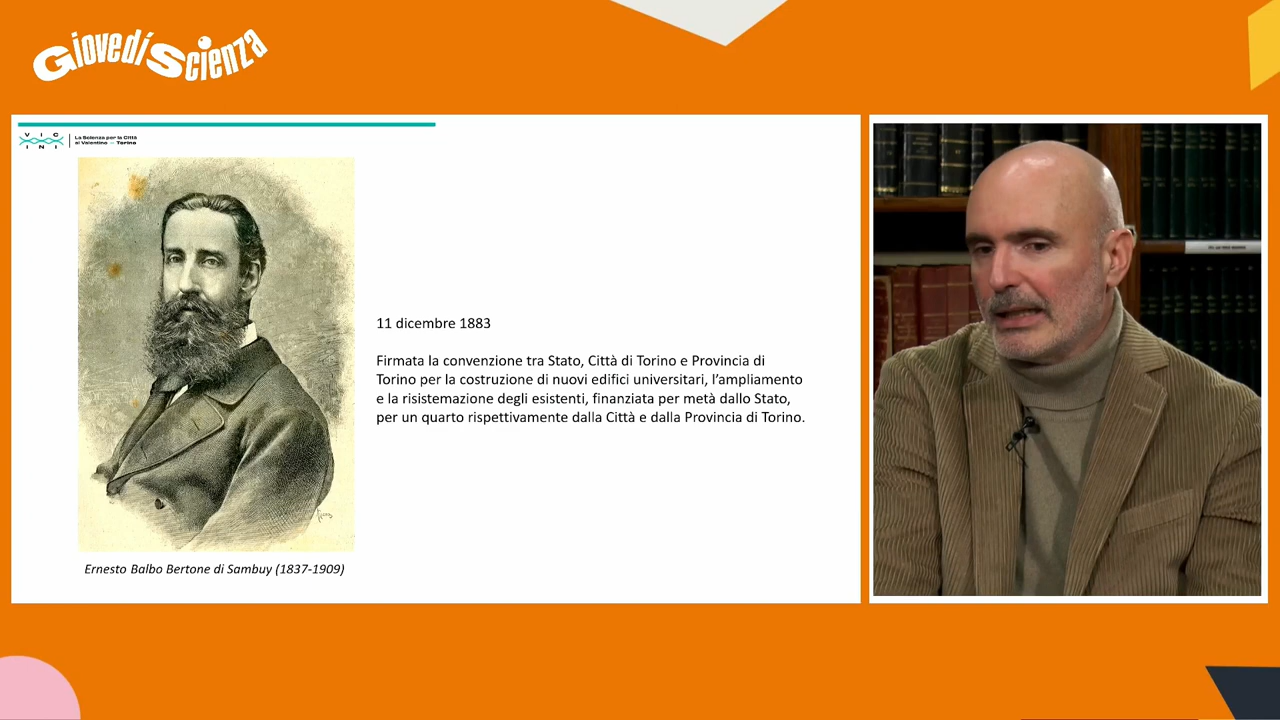 GiovedìScienza
VICINI
La Scienza per la Città
al Valentino — Torino
11 dicembre 1883
Firmata la convenzione tra Stato, Città di Torino e Provincia di
Torino per la costruzione di nuovi edifici universitari, l'ampliamento
e la risistemazione degli esistenti, finanziata per metà dallo Stato,
per un quarto rispettivamente dalla Città e dalla Provincia di Torino.
Ernesto Balbo Bertone di Sambuy (1837-1909)